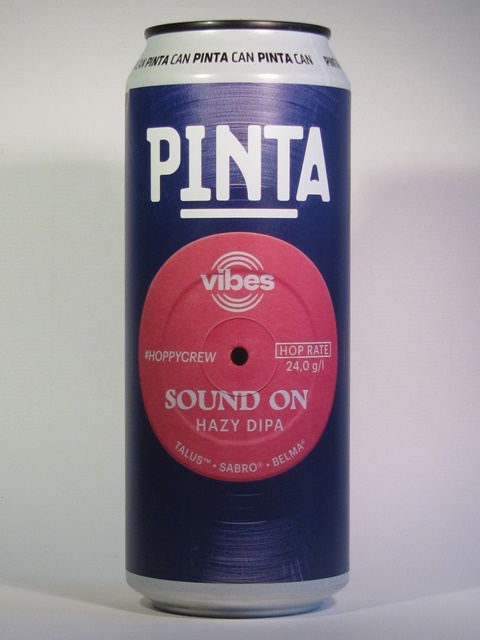 CAN PINTA CAN PINTA CAN PINTA CAN
PINTA
vibes
#HOPPYCREW
HOP RATE
24,0 g/l
SOUND ON
HAZY DIPA
TALUS™ • SABRO® • BELMA®